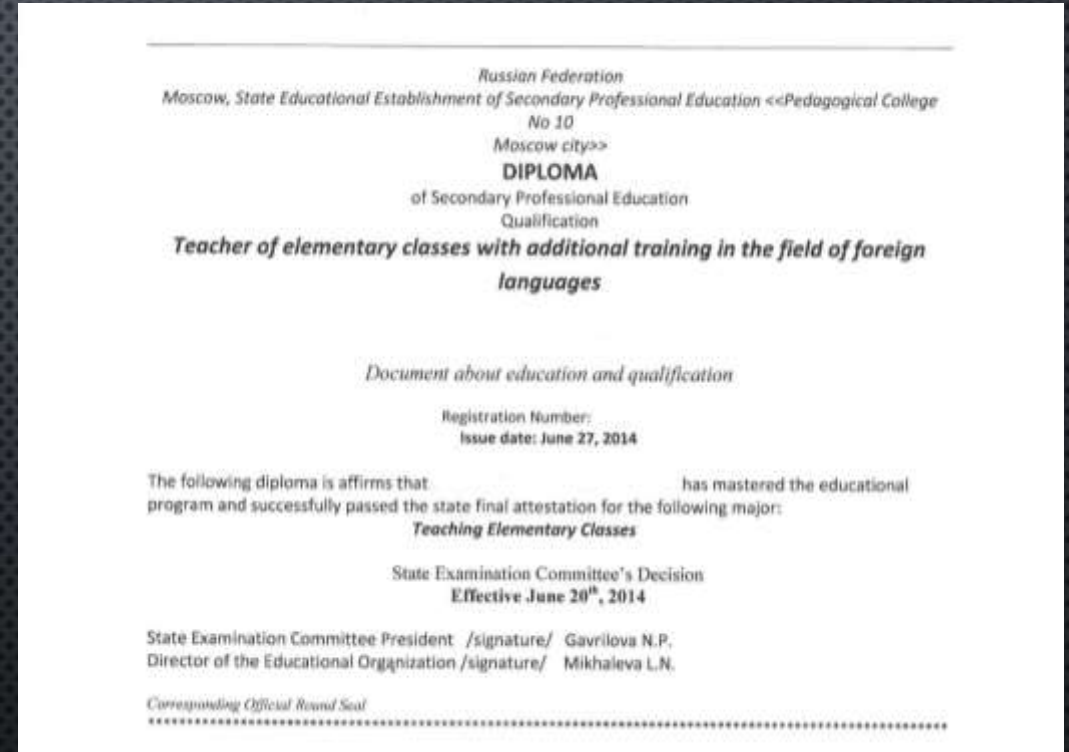 Russian Federation
Moscow, State Educational Establishment of Secondary Professional Education <<Pedagogical College
No 10
Moscow city>>
DIPLOMA
of Secondary Professional Education
Qualification
Teacher of elementary classes with additional training in the field of foreign
languages
Document about education and qualification
Registration Number:
Issue date: June 27, 2014
The following diploma is affirms that has mastered the educational
program and successfully passed the state final attestation for the following major:
Teaching Elementary Classes
State Examination Committee's Decision
Effective June 20th, 2014
State Examination Committee President /signature/ Gavrilova N.P.
Director of the Educational Organization /signature/ Mikhaleva L.N.
Corresponding Official Round Seal